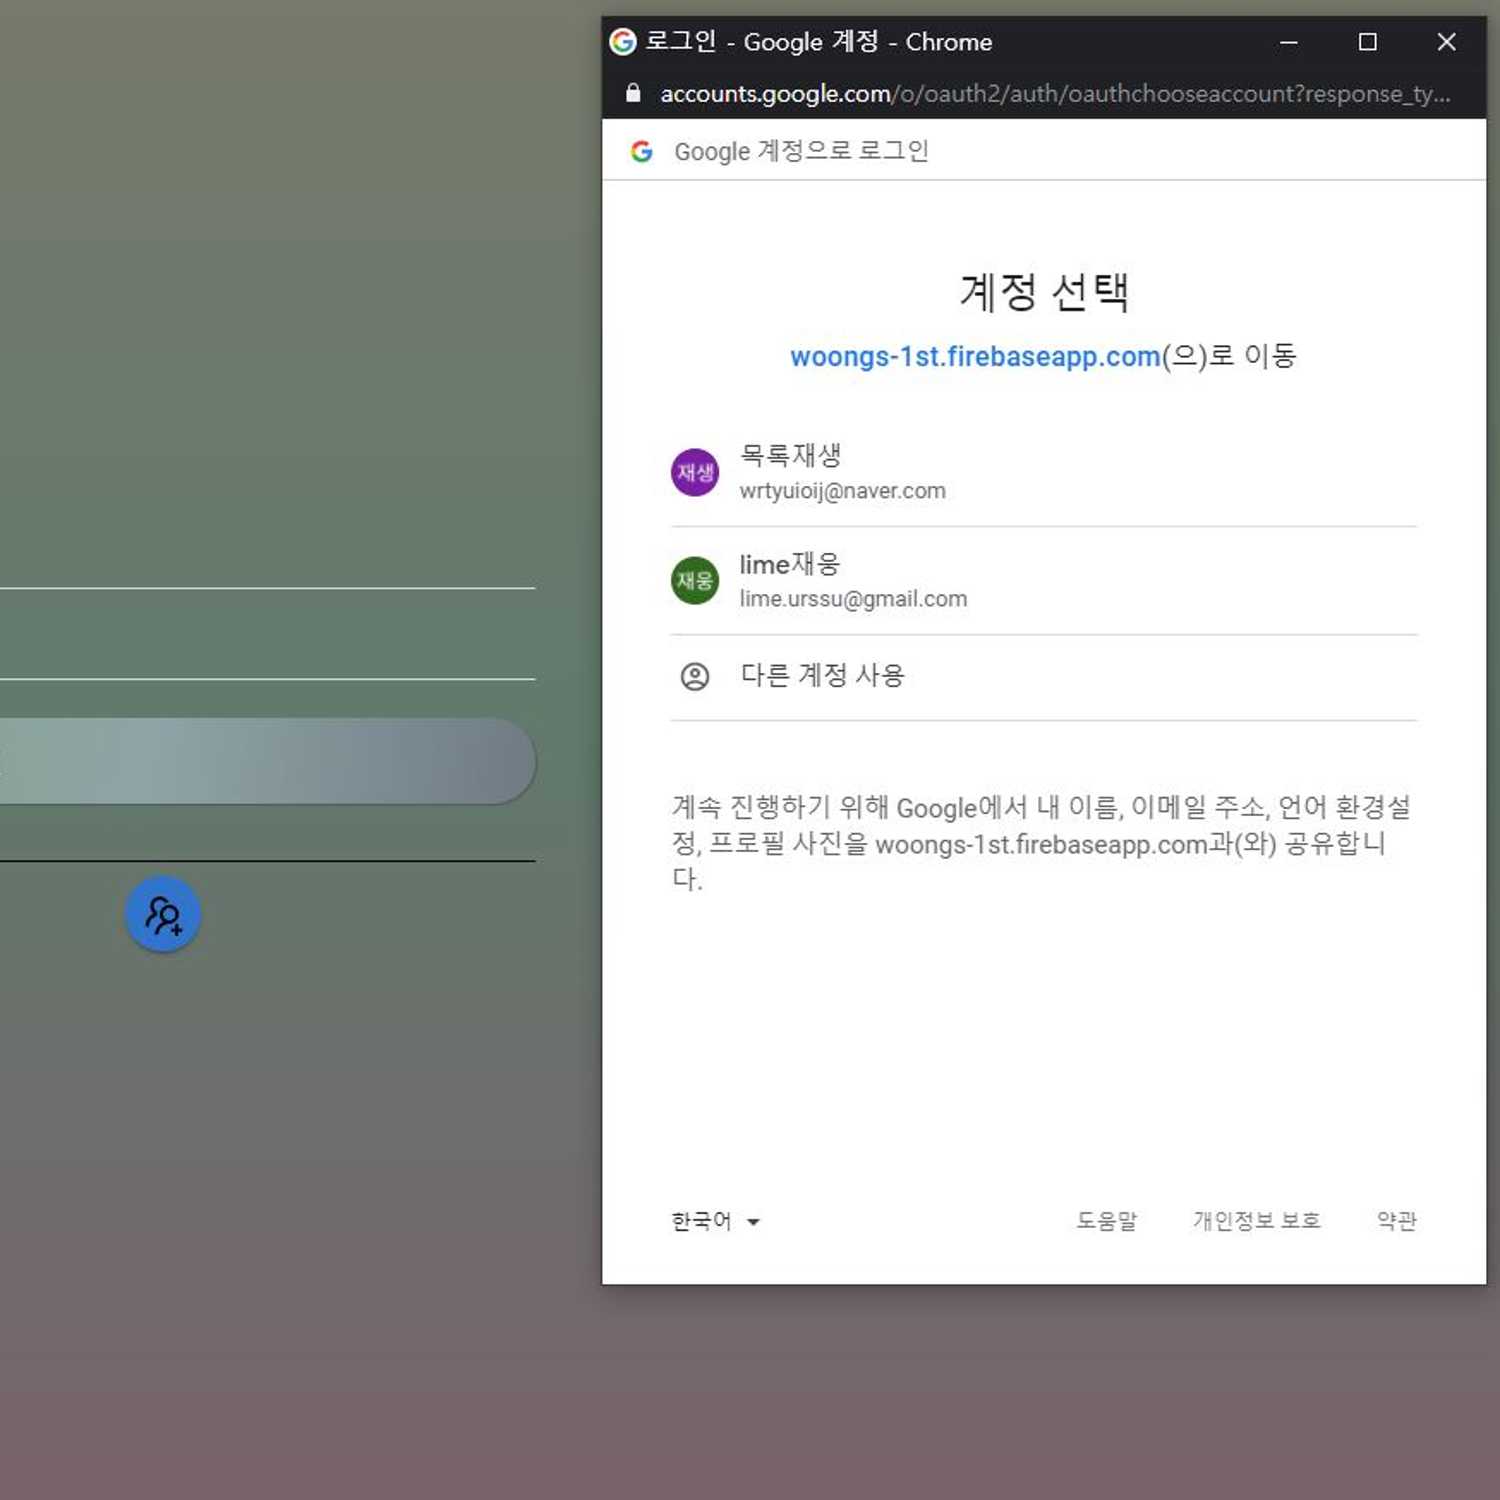 로그인 - Google 계정 - Chrome
accounts.google.com/o/oauth2/auth/oauthchooseaccount?response_ty...
Google 계정으로 로그인
계정 선택
woongs-1st.firebaseapp.com(으)로 이동
재생
목록재생
wrtyuioij@naver.com
재웅
lime재웅
lime.urssu@gmail.com
다른 계정 사용
계속 진행하기 위해 Google에서 내 이름, 이메일 주소, 언어 환경설
정, 프로필 사진을 woongs-1st.firebaseapp.com과(와) 공유합니
다.
한국어
도움말 개인정보 보호 약관